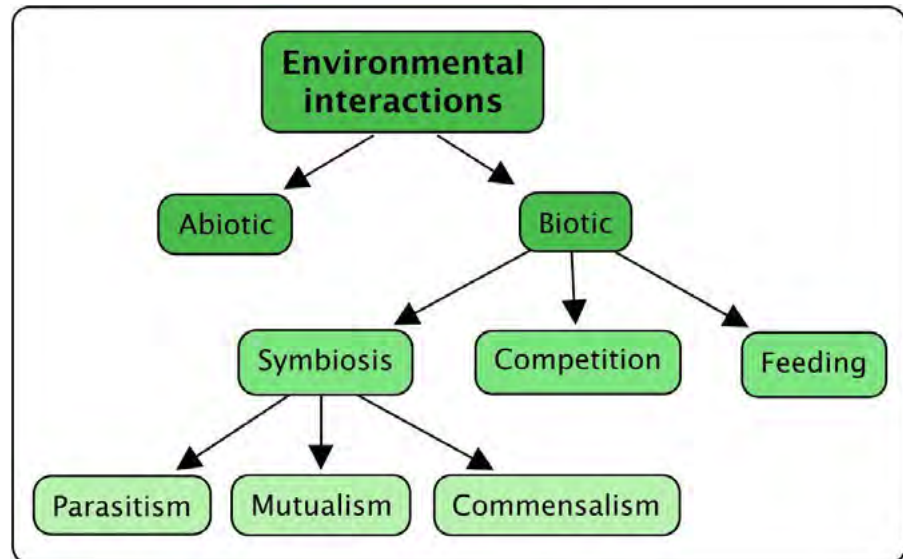 Environmental
interactions
Abiotic
Biotic
Symbiosis
Competition
Feeding
Parasitism
Mutualism
Commensalism